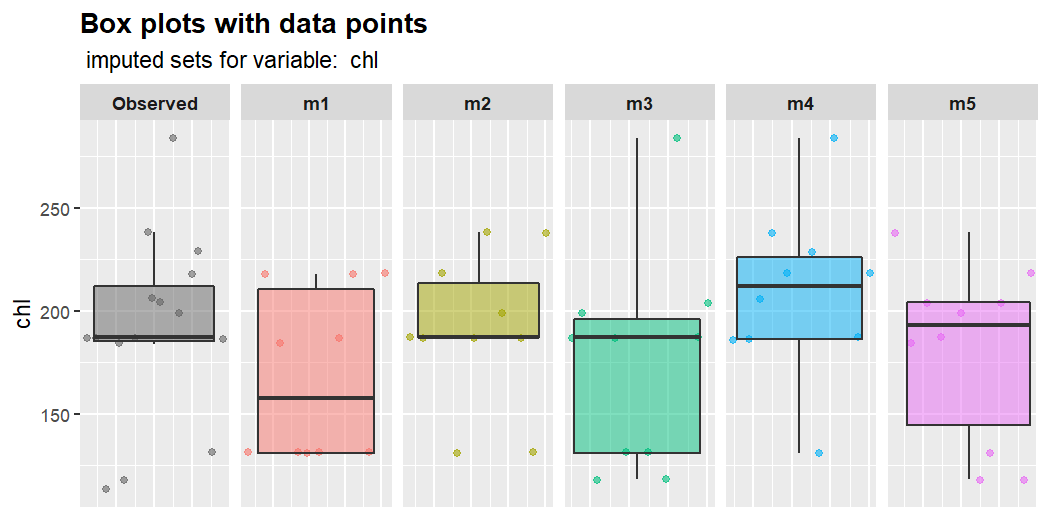 Box plots with data points
imputed sets for variable:  chl
Observed
m1
m2
m3
m4
m5
250
200
150
chl